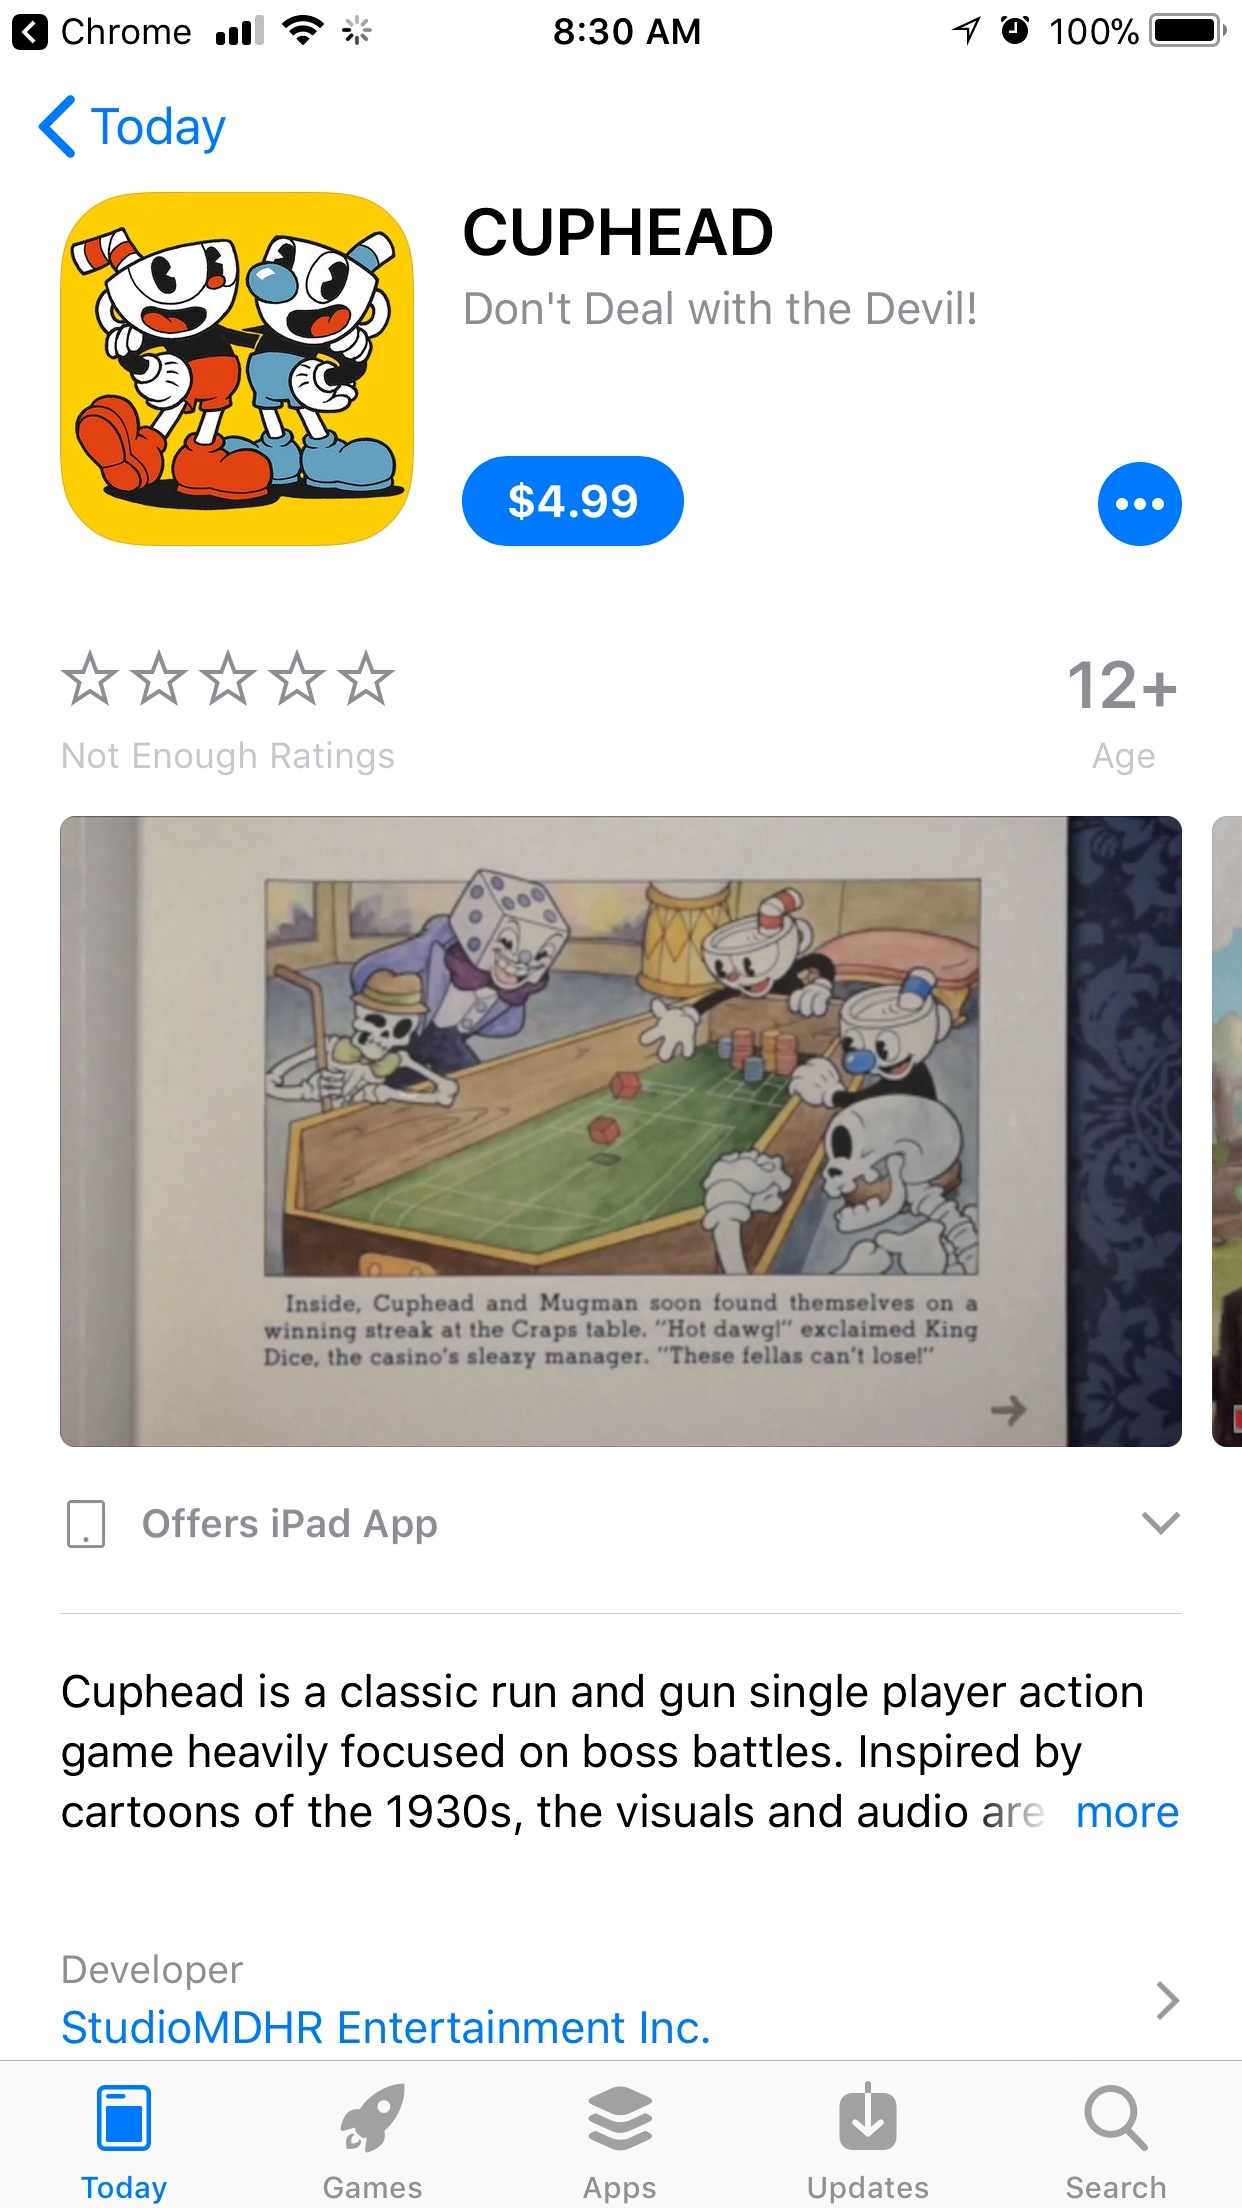 Chrome 8:30 AM 100%
Today
CUPHEAD
Don't Deal with the Devil!
$4.99
12+
Not Enough Ratings Age
Inside, Cuphead and Mugman soon found themselves on a
winning streak at the Craps table. "Hot dawg!" exclaimed King
Dice, the casino's sleazy manager. "These fellas can't lose!"
Offers iPad App
Cuphead is a classic run and gun single player action
game heavily focused on boss battles. Inspired by
cartoons of the 1930s, the visuals and audio are more
Developer
StudioMDHR Entertainment Inc.
Today Games Apps Updates Search